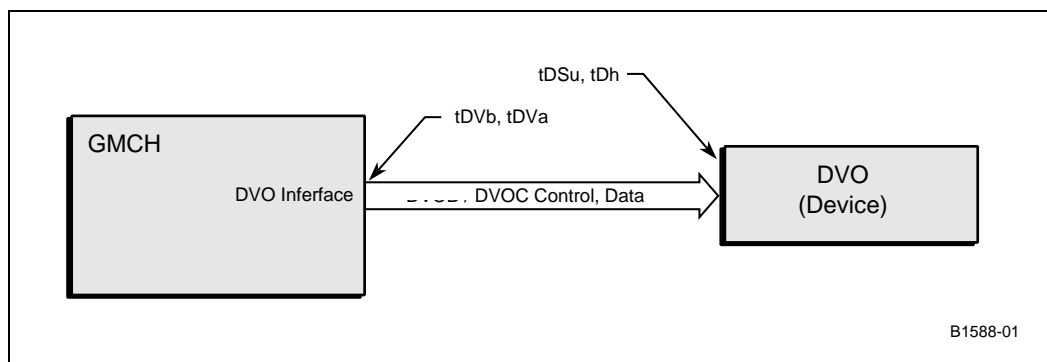 tDSu, tDh
tDVb, tDVa
GMCH
DVO Inferface
DVOC Control, Data
DVO
(Device)
B1588-01